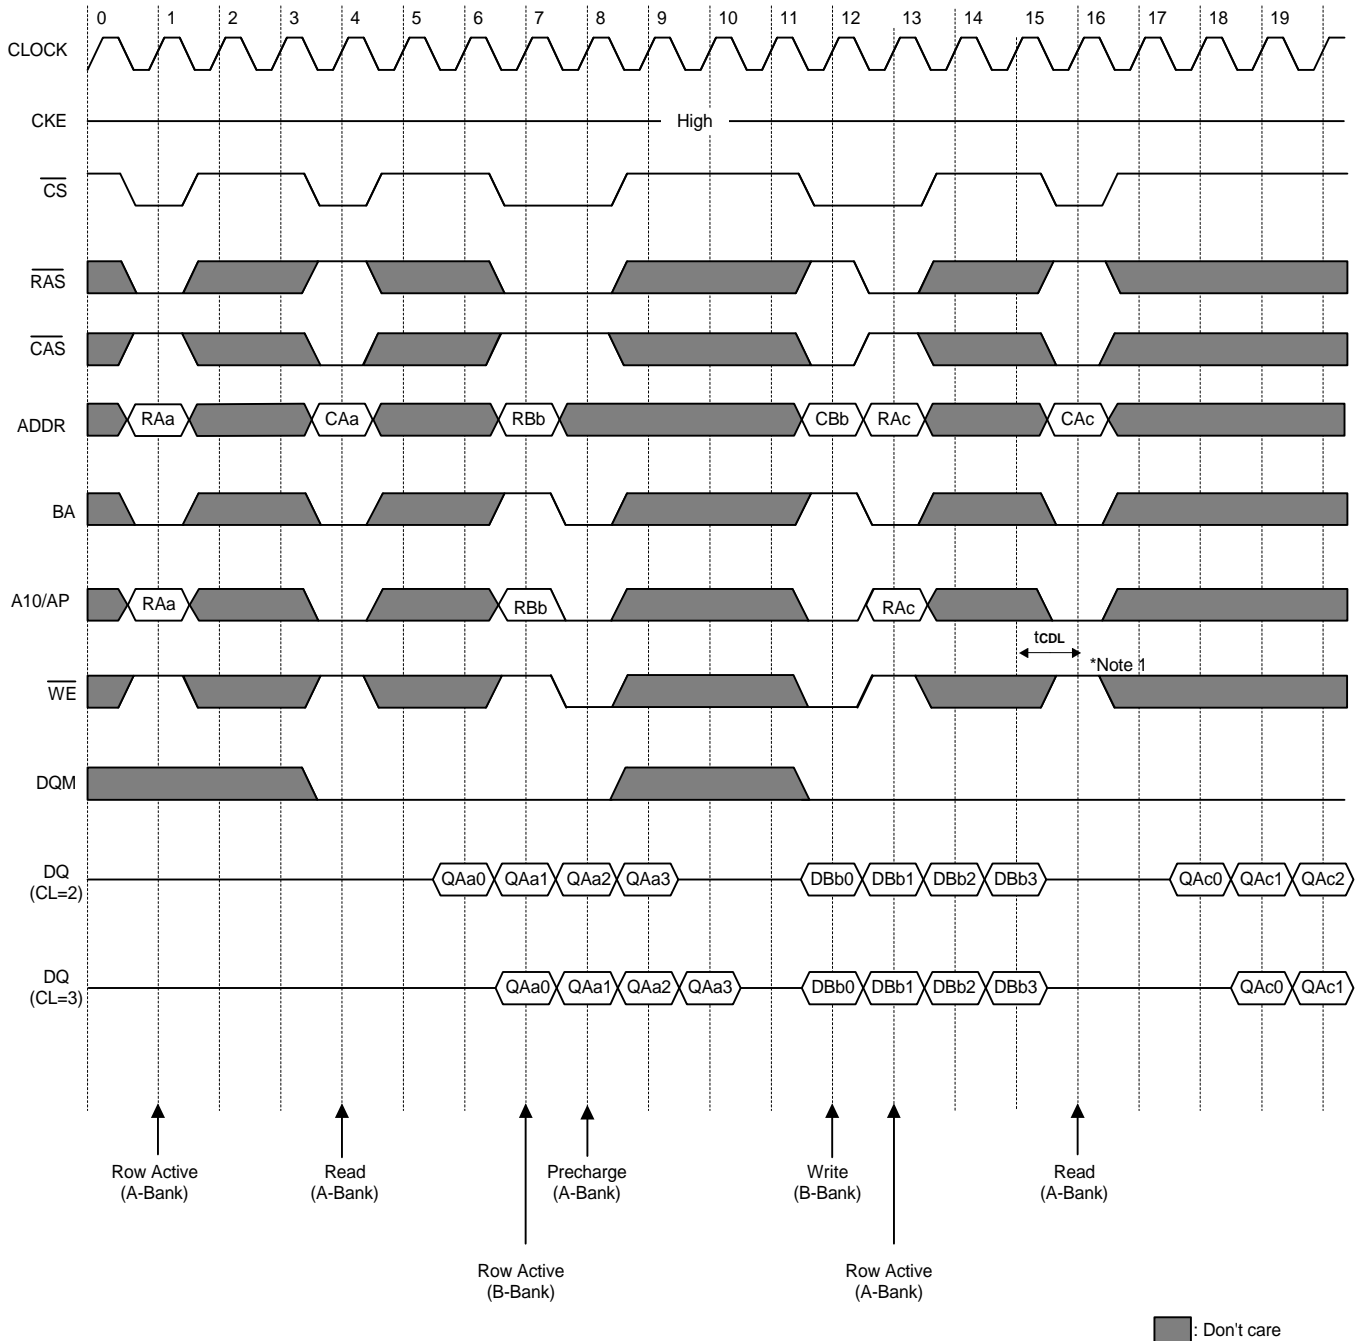 0 1 2 3 4 5 6 7 8 9 10 11 12 13 14 15 16 17 18 19
CLOCK
CKE High
CS
RAS
CAS
ADDR RAa CAa RBb CBb RAc CAc
BA
A10/AP RAa RBb RAc
tCDL
*Note 1
WE
DQM
DQ
(CL=2) QAa0 QAa1 QAa2 QAa3 DBb0 DBb1 DBb2 DBb3 QAc0 QAc1 QAc2
DQ
(CL=3) QAa0 QAa1 QAa2 QAa3 DBb0 DBb1 DBb2 DBb3 QAc0 QAc1
Row Active
(A-Bank)
Read
(A-Bank)
Precharge
(A-Bank)
Write
(B-Bank)
Read
(A-Bank)
Row Active
(B-Bank)
Row Active
(A-Bank)
: Don't care